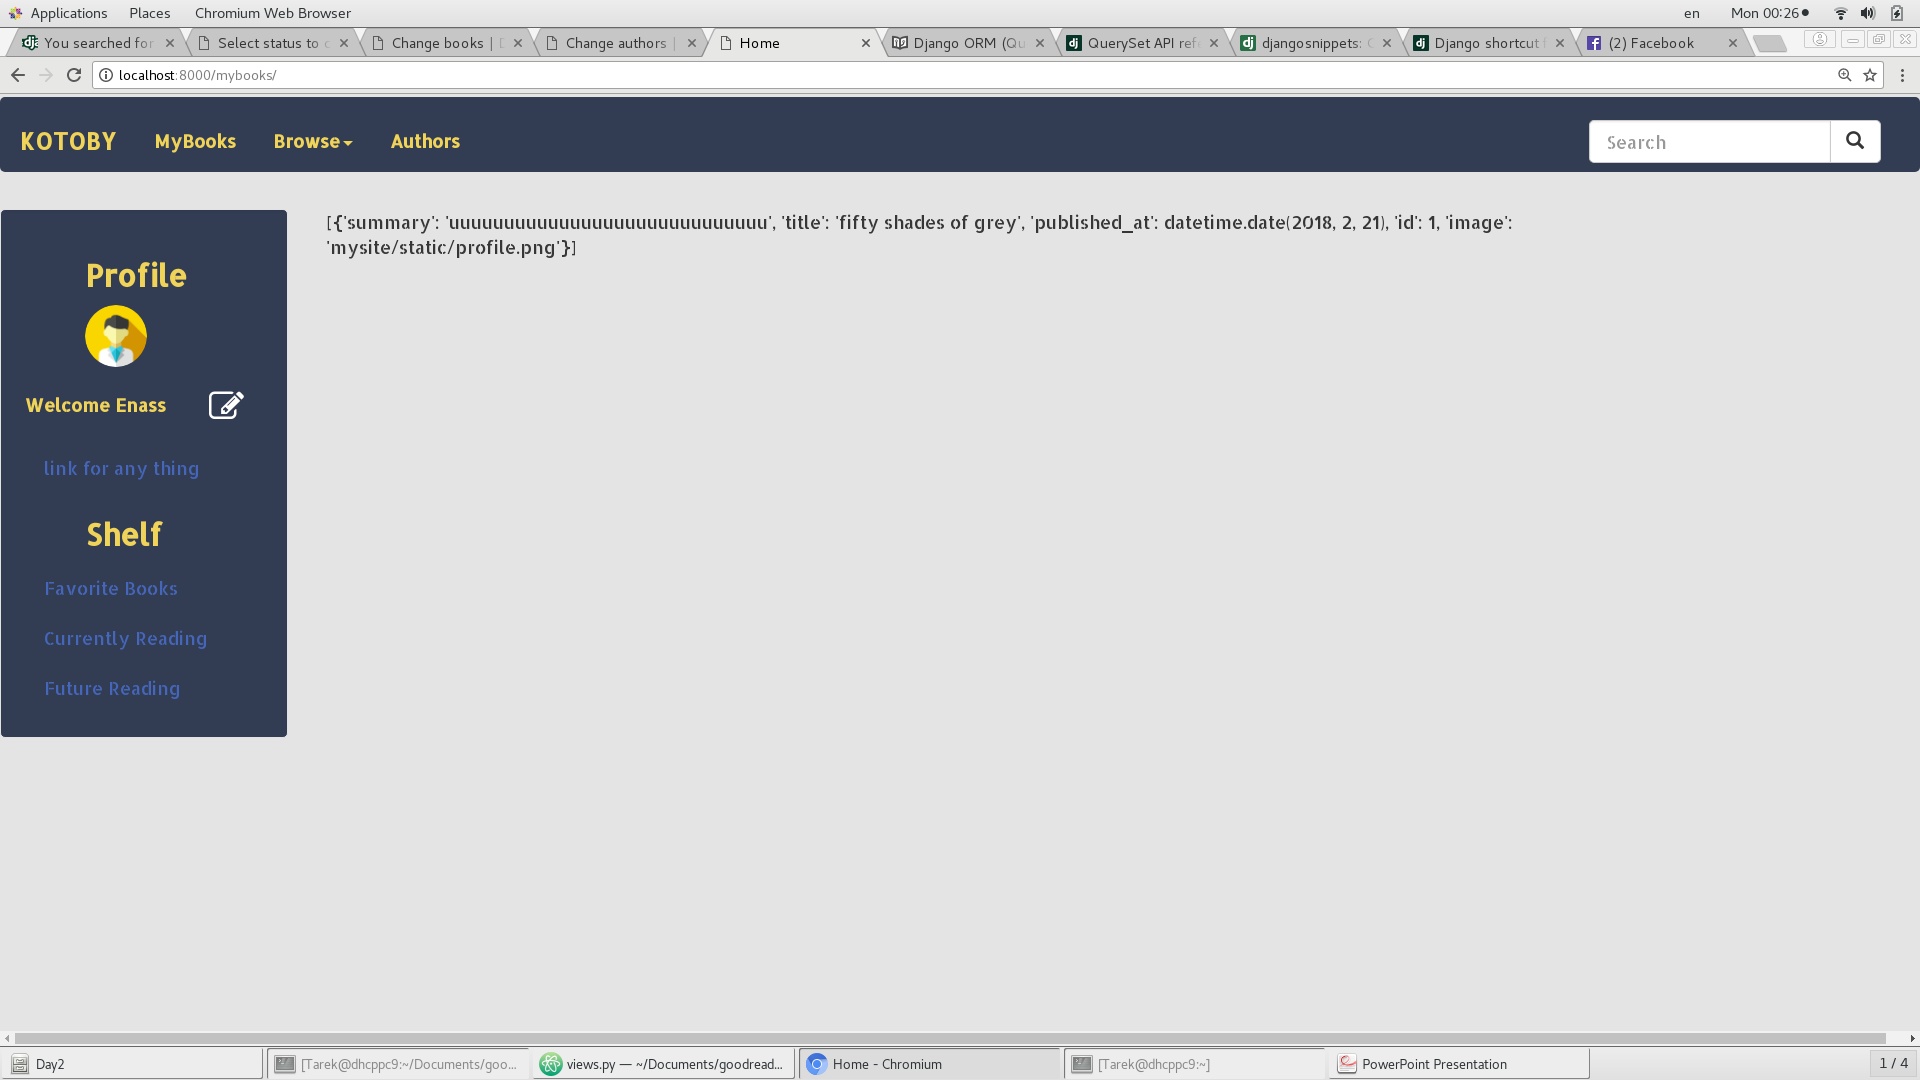 Applications Places Chromium Web Browser en Mon 00:26
You searched for Select status to c Change books | D Change authors | Home Django ORM (Qu QuerySet API refe djangosnippets: C Django shortcut f (2) Facebook
localhost:8000/mybooks/
KOTOBY MyBooks Browse Authors Search
[{'summary': 'uuuuuuuuuuuuuuuuuuuuuuuuuuuuu', 'title': 'fifty shades of grey', 'published_at': datetime.date(2018, 2, 21), 'id': 1, 'image':
'mysite/static/profile.png'}]
Profile
Welcome Enass
link for any thing
Shelf
Favorite Books
Currently Reading
Future Reading
Day2 [Tarek@dhcppc9:~/Documents/goo... views.py — ~/Documents/goodread... Home - Chromium [Tarek@dhcppc9:~] PowerPoint Presentation 1 / 4